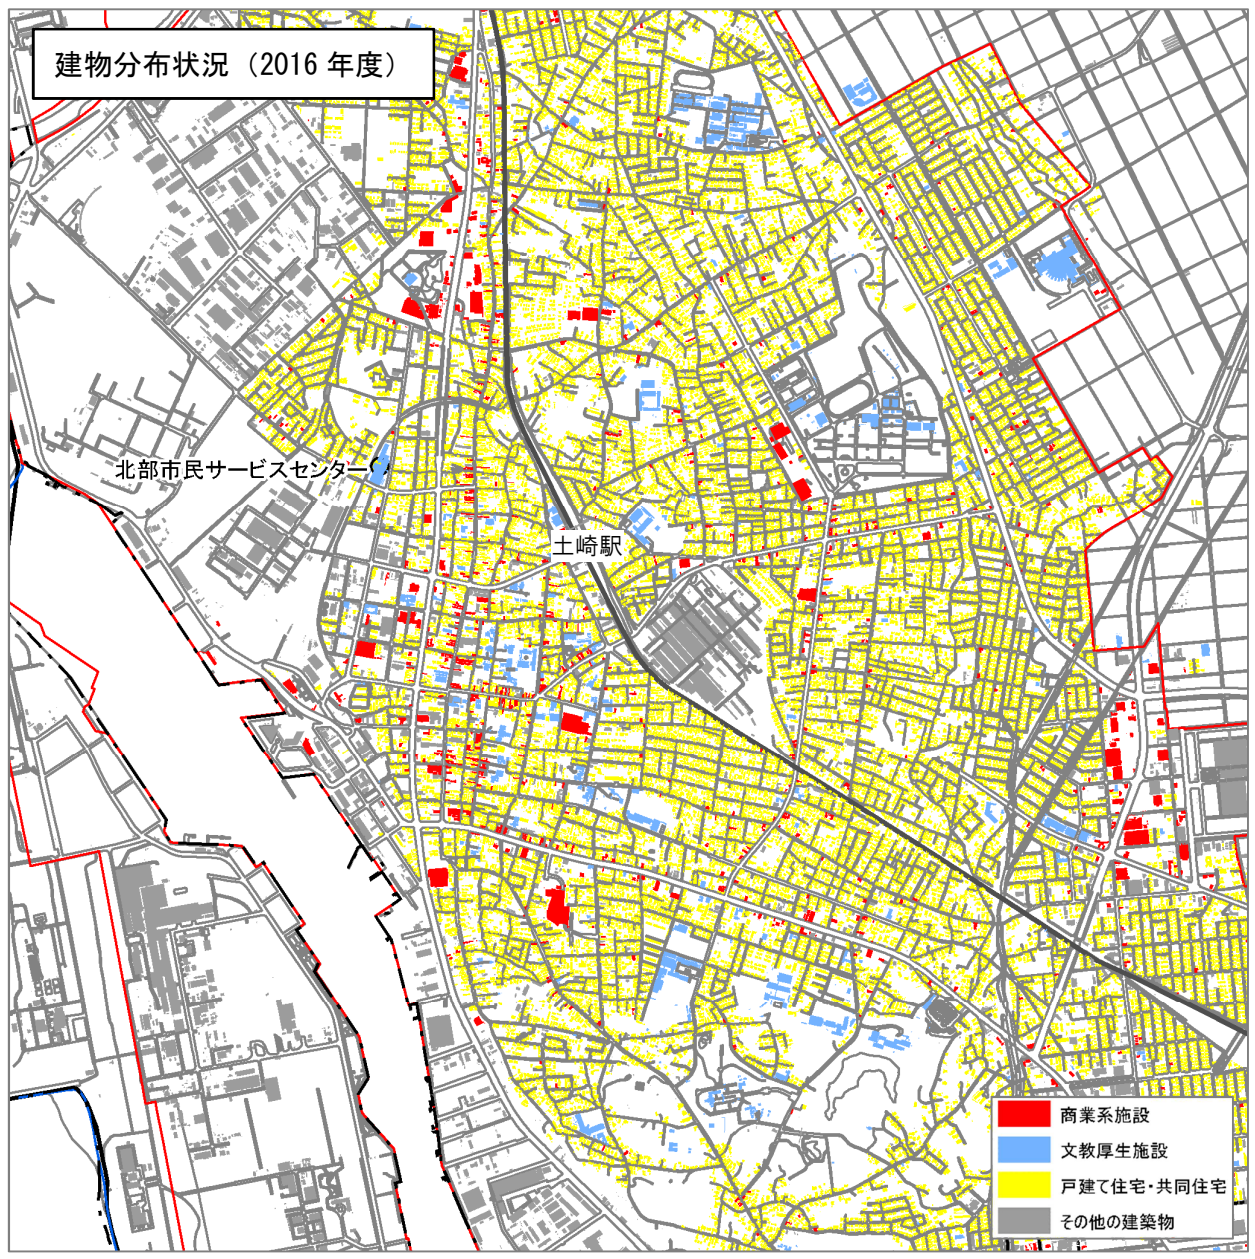 建物分布状況（2016 年度）
北部市民サービスセンター
土崎駅
商業系施設
文教厚生施設
戸建て住宅・共同住宅
その他の建築物